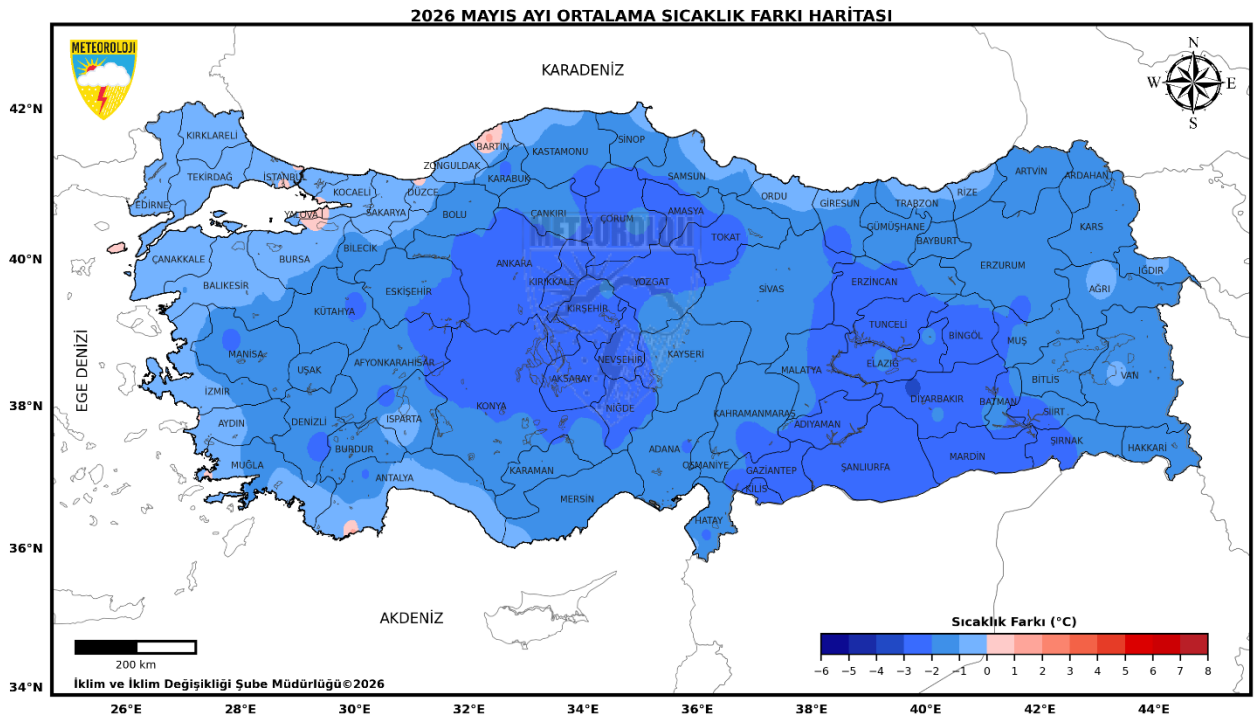 2026 MAYIS AYI ORTALAMA SICAKLIK FARKI HARİTASI
METEOROLOJİ
KARADENİZ
N
W E
S
42°N
40°N
38°N
36°N
34°N
KIRKLARELİ
TEKİRDAĞ
İSTANBUL
EDİRNE
KOCAELİ
YALOVA
SAKARYA
DÜZCE
ZONGULDAK
BARTIN
KARABÜK
KASTAMONU
SİNOP
SAMSUN
ORDU
GİRESUN
TRABZON
RİZE
ARTVİN
ARDAHAN
BOLU
ÇANKIRI
ÇORUM
AMASYA
TOKAT
GÜMÜŞHANE
BAYBURT
KARS
METEOROLOJİ
ÇANAKKALE
BURSA
BİLECİK
ANKARA
KIRIKKALE
YOZGAT
SİVAS
ERZİNCAN
ERZURUM
AĞRI
IĞDIR
BALIKESİR
ESKİŞEHİR
KÜTAHYA
KIRŞEHİR
TUNCELİ
BİNGÖL
MUŞ
EGE DENİZİ
MANİSA
UŞAK
AFYONKARAHİSAR
NEVŞEHİR
KAYSERİ
MALATYA
ELAZIĞ
BİTLİS
VAN
İZMİR
AKSARAY
KONYA
NİĞDE
KAHRAMANMARAŞ
ADIYAMAN
DİYARBAKIR
BATMAN
SİİRT
AYDIN
DENİZLİ
ISPARTA
BURDUR
ADANA
OSMANİYE
GAZİANTEP
ŞANLIURFA
MARDİN
ŞIRNAK
HAKKARİ
MUĞLA
ANTALYA
KARAMAN
MERSİN
KİLİS
HATAY
AKDENİZ
Sıcaklık Farkı (°C)
−6 −5 −4 −3 −2 −1 0 1 2 3 4 5 6 7 8
200 km
İklim ve İklim Değişikliği Şube Müdürlüğü©2026
26°E 28°E 30°E 32°E 34°E 36°E 38°E 40°E 42°E 44°E